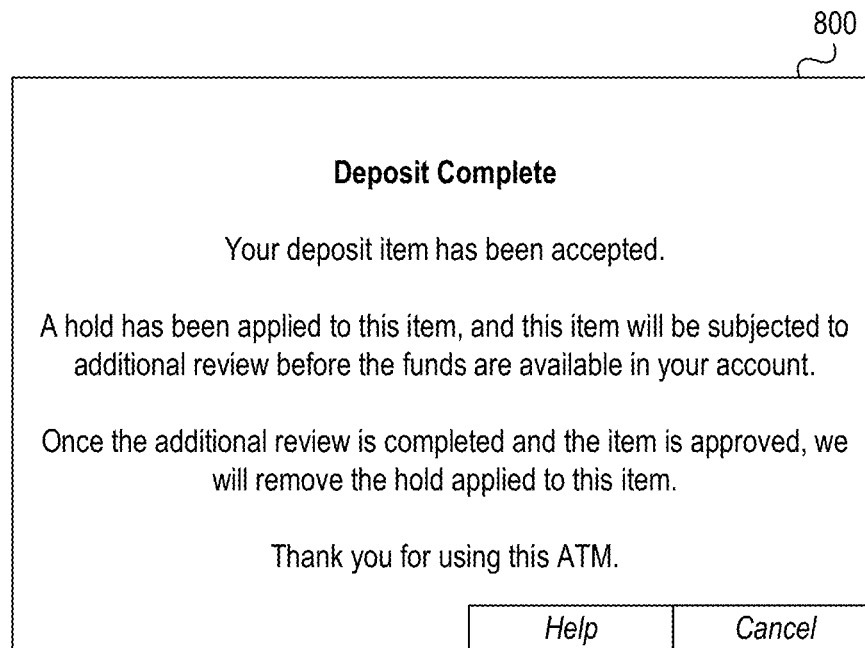 800
Deposit Complete
Your deposit item has been accepted.
A hold has been applied to this item, and this item will be subjected to
additional review before the funds are available in your account.
Once the additional review is completed and the item is approved, we
will remove the hold applied to this item.
Thank you for using this ATM.
Help Cancel